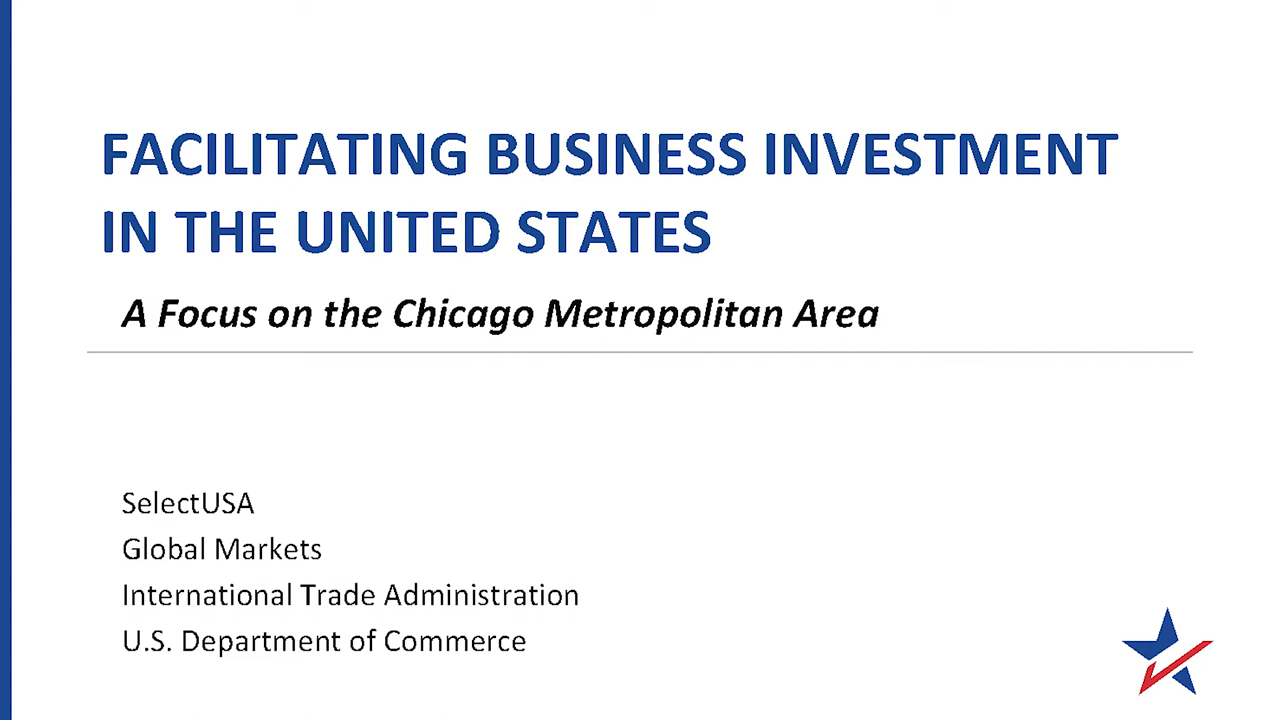 FACILITATING BUSINESS INVESTMENT
IN THE UNITED STATES
A Focus on the Chicago Metropolitan Area
SelectUSA
Global Markets
International Trade Administration
U.S. Department of Commerce